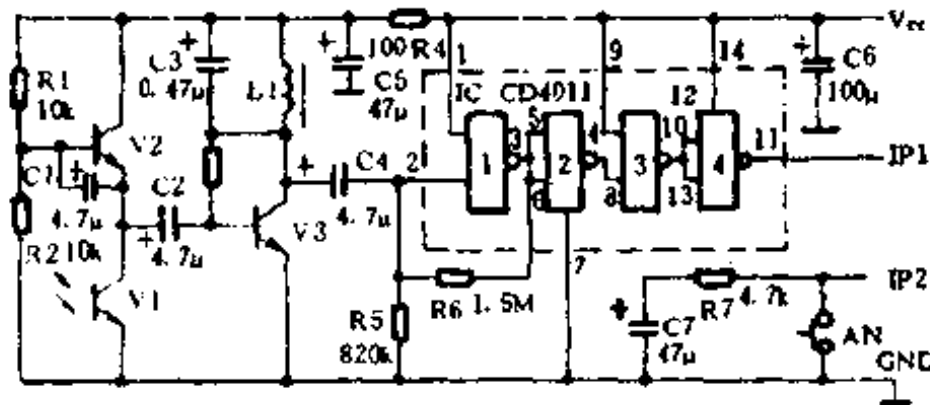 R1
10k
V2
C1
4.7μ
R2
10k
V1
C2
4.7μ
C3
0.47μ
L1
V3
C4
4.7μ
100
R4
C5
47μ
IC CD4011
1
2
3
5
6
4
9
8
10
12
13
14
11
7
1
2
3
4
R5
820k
R6
1.5M
C7
47μ
R7
4.7k
AN
C6
100μ
Vcc
IP1
IP2
GND